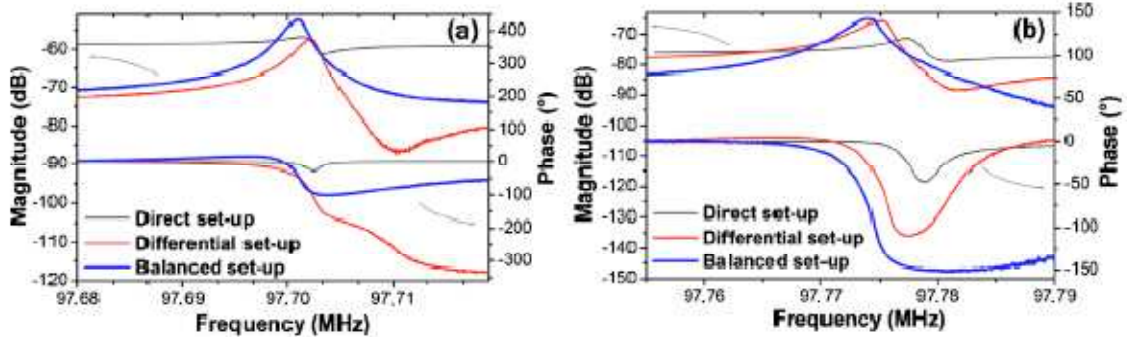 (a)
Magnitude (dB)
-60
-70
-80
-90
-100
-110
-120
400
300
200
100
0
-100
-200
-300
Phase (°)
Direct set-up
Differential set-up
Balanced set-up
97.68
97.69
97.70
97.71
Frequency (MHz)
(b)
Magnitude (dB)
-70
-80
-90
-100
-110
-120
-130
-140
-150
150
100
50
0
-50
-100
-150
Phase (°)
Direct set-up
Differential set-up
Balanced set-up
97.76
97.77
97.78
97.79
Frequency (MHz)